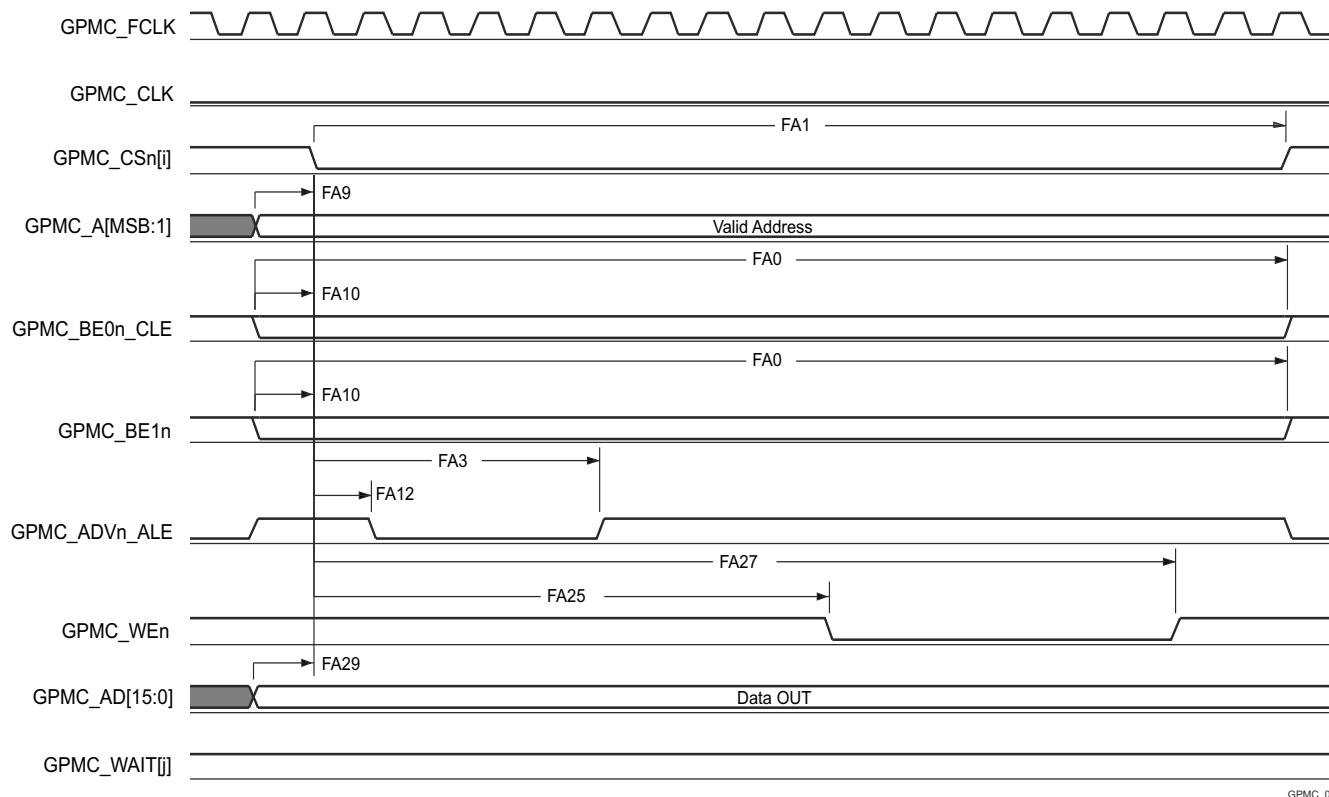 GPMC_FCLK
GPMC_CLK
FA1
GPMC_CSn[i]
FA9
GPMC_A[MSB:1]
Valid Address
FA0
FA10
GPMC_BE0n_CLE
FA0
FA10
GPMC_BE1n
FA3
FA12
GPMC_ADVn_ALE
FA27
FA25
GPMC_WEn
FA29
GPMC_AD[15:0]
Data OUT
GPMC_WAIT[j]
GPMC_0